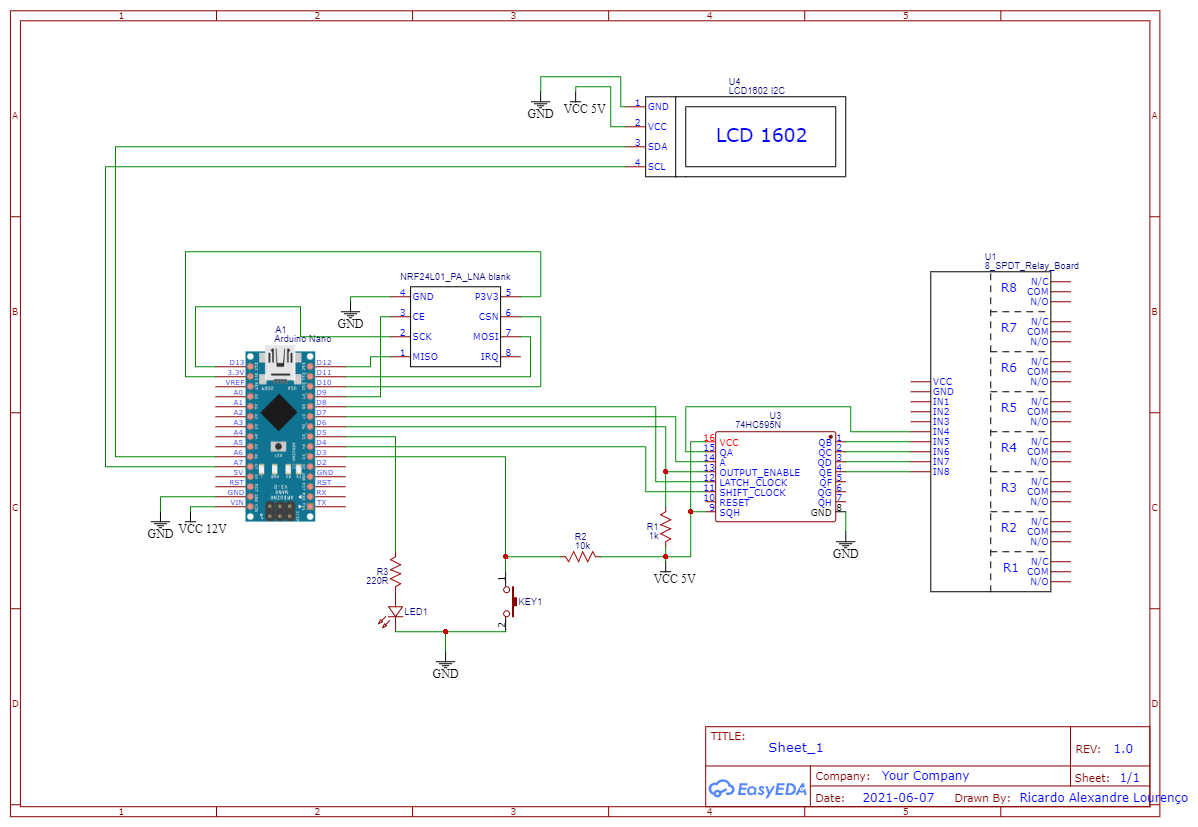 1 2 3 4 5
A A
U4
LCD1602 I2C
GND
VCC 5V
1 GND
2 VCC
3 SDA
4 SCL
LCD 1602
B B
NRF24L01_PA_LNA blank
4 GND P3V3 5
3 CE CSN 6
2 SCK MOSI 7
1 MISO IRQ 8
GND
A1
Arduino Nano
D13 D12
3.3V D11
VREF D10
A0 D9
A1 D8
A2 D7
A3 D6
A4 D5
A5 D4
A6 D3
A7 D2
5V GND
RST RST
GND RX
VIN TX
GND
VCC 12V
U1
8_SPDT_Relay_Board
R8 N/C
COM
N/O
R7 N/C
COM
N/O
R6 N/C
COM
N/O
R5 N/C
COM
N/O
R4 N/C
COM
N/O
R3 N/C
COM
N/O
R2 N/C
COM
N/O
R1 N/C
COM
N/O
VCC
GND
IN1
IN2
IN3
IN4
IN5
IN6
IN7
IN8
U3
74HC595N
16 VCC QB 1
15 QA QC 2
14 A QD 3
13 OUTPUT_ENABLE QE 4
12 LATCH_CLOCK QF 5
11 SHIFT_CLOCK QG 6
10 RESET QH 7
9 SQH GND 8
GND
C C
R1
1k
R2
10k
VCC 5V
R3
220R
LED1
1
KEY1
2
GND
D D
TITLE:
Sheet_1
REV: 1.0
EasyEDA
Company: Your Company
Sheet: 1/1
Date: 2021-06-07 Drawn By: Ricardo Alexandre Lourenço
1 2 3 4 5